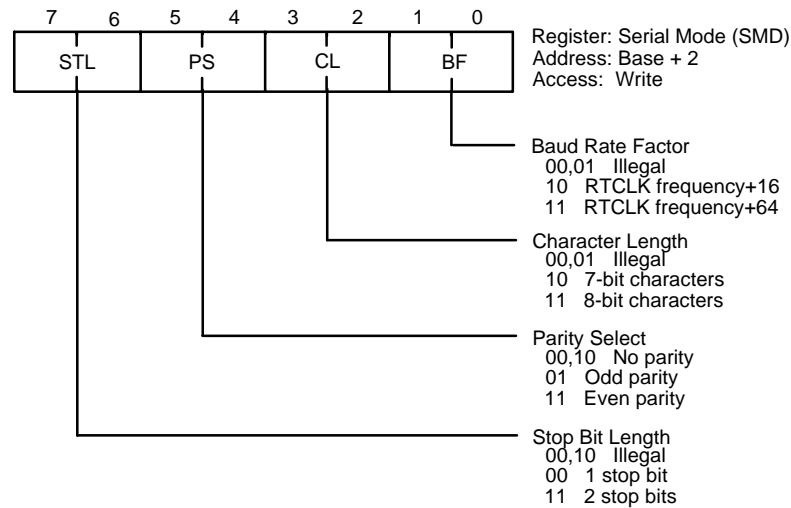 7 6 5 4 3 2 1 0
STL PS CL BF
Register: Serial Mode (SMD)
Address: Base + 2
Access: Write
Baud Rate Factor
00,01 Illegal
10 RTCLK frequency+16
11 RTCLK frequency+64
Character Length
00,01 Illegal
10 7-bit characters
11 8-bit characters
Parity Select
00,10 No parity
01 Odd parity
11 Even parity
Stop Bit Length
00,10 Illegal
00 1 stop bit
11 2 stop bits